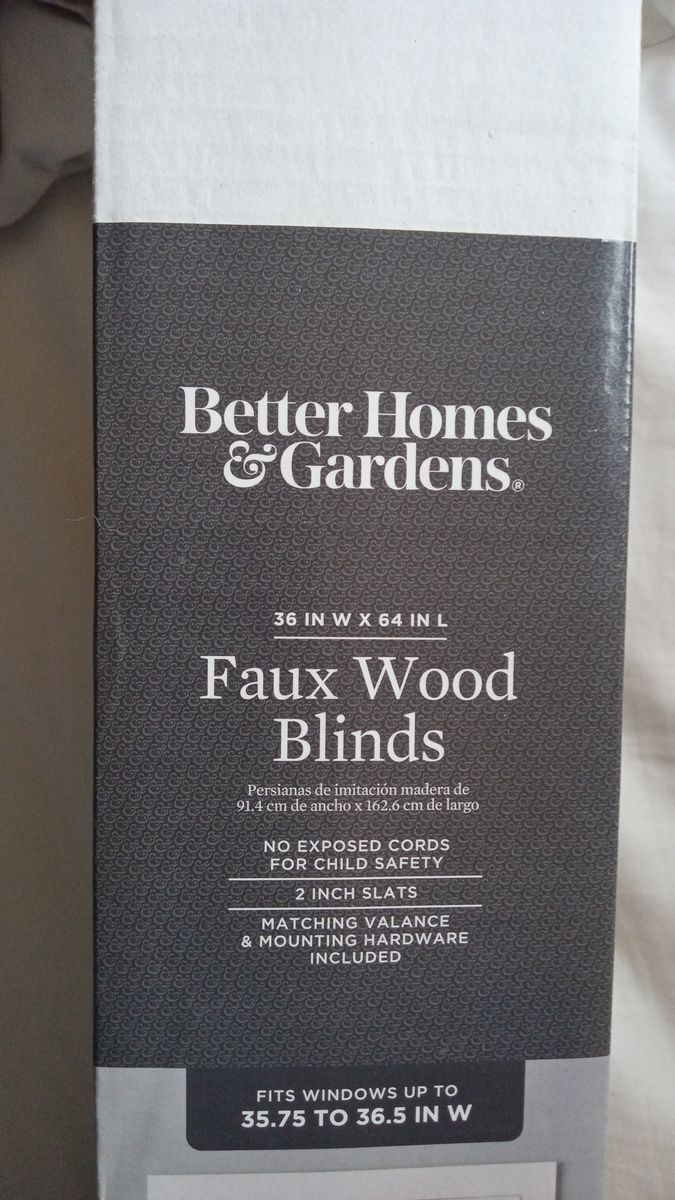 Better Homes
& Gardens®
36 IN W X 64 IN L
Faux Wood
Blinds
Persianas de imitación madera de
91.4 cm de ancho x 162.6 cm de largo
NO EXPOSED CORDS
FOR CHILD SAFETY
2 INCH SLATS
MATCHING VALANCE
& MOUNTING HARDWARE
INCLUDED
FITS WINDOWS UP TO
35.75 TO 36.5 IN W